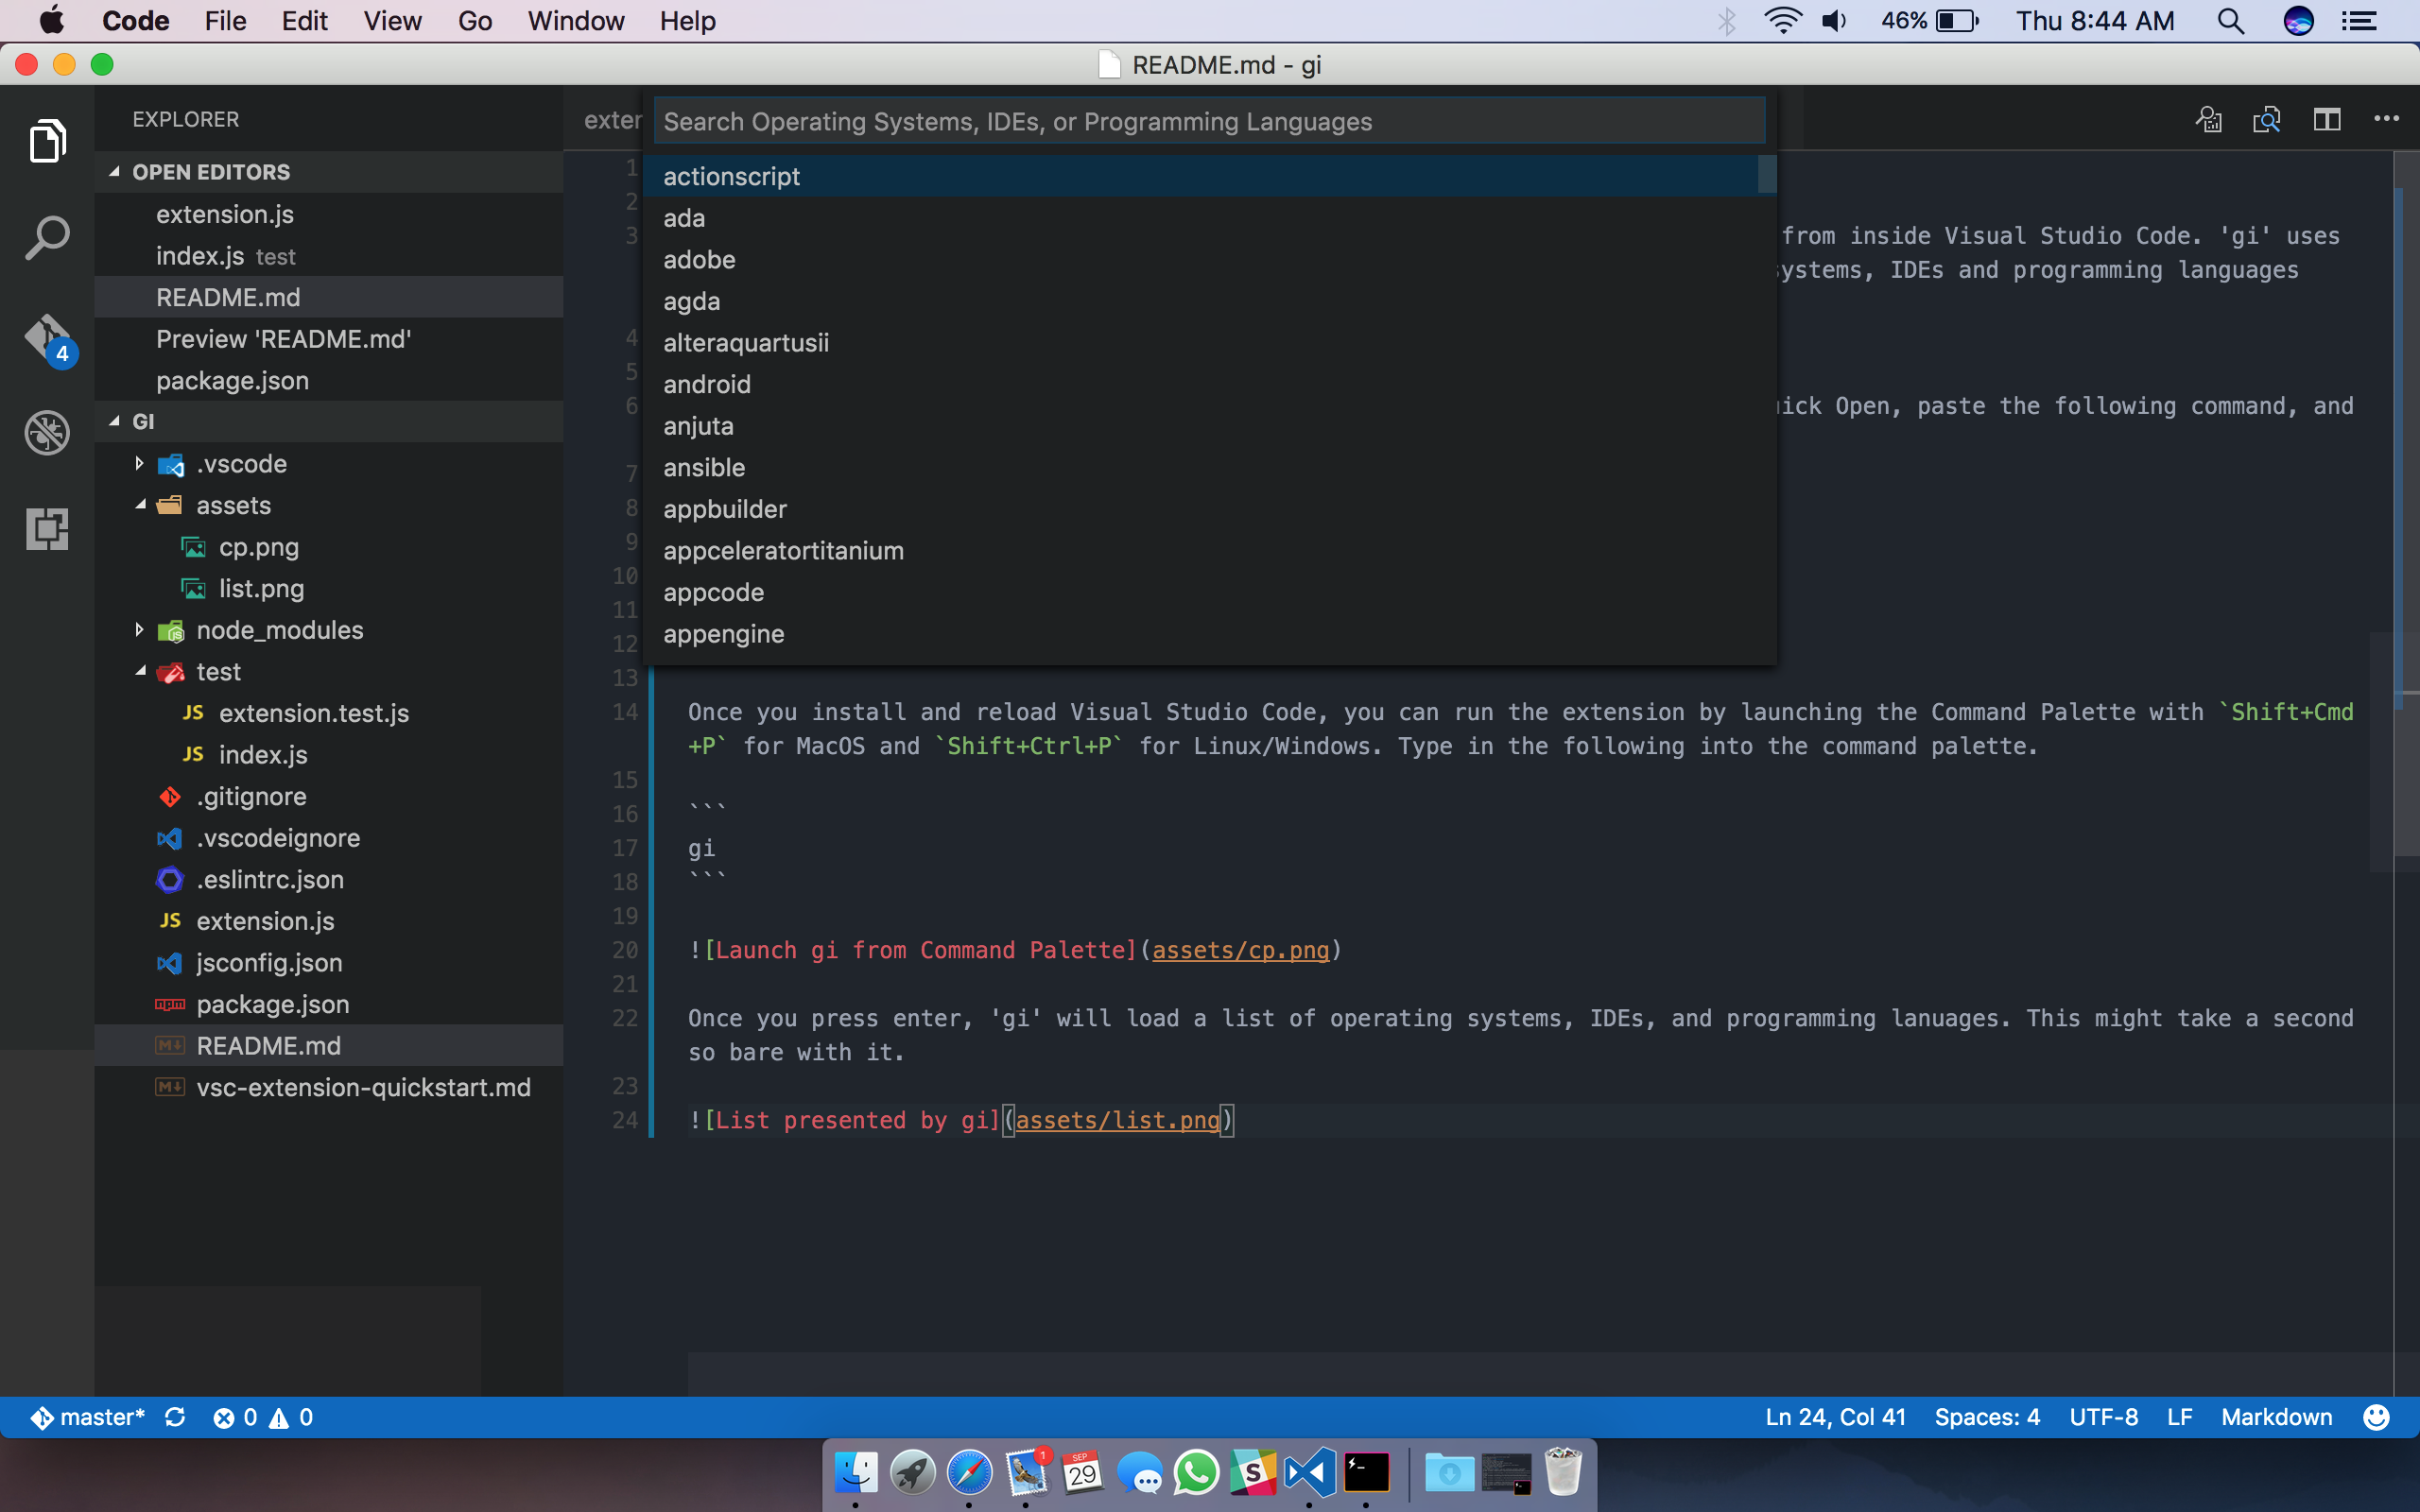 Code File Edit View Go Window Help 46% Thu 8:44 AM
README.md - gi
EXPLORER
OPEN EDITORS
extension.js
index.js test
README.md
Preview 'README.md'
package.json
GI
.vscode
assets
cp.png
list.png
node_modules
test
JS extension.test.js
JS index.js
.gitignore
.vscodeignore
.eslintrc.json
JS extension.js
jsconfig.json
package.json
README.md
vsc-extension-quickstart.md
4
exter
Search Operating Systems, IDEs, or Programming Languages
actionscript
ada
adobe
agda
alteraquartusii
android
anjuta
ansible
appbuilder
appceleratortitanium
appcode
appengine
1
2
3 from inside Visual Studio Code. 'gi' uses
systems, IDEs and programming languages
4
5
6 uick Open, paste the following command, and
7
8
9
10
11
12
13
14 Once you install and reload Visual Studio Code, you can run the extension by launching the Command Palette with `Shift+Cmd
+P` for MacOS and `Shift+Ctrl+P` for Linux/Windows. Type in the following into the command palette.
15
16 ```
17 gi
18 ```
19
20 ![Launch gi from Command Palette](assets/cp.png)
21
22 Once you press enter, 'gi' will load a list of operating systems, IDEs, and programming lanuages. This might take a second
so bare with it.
23
24 ![List presented by gi](assets/list.png)
master* 0 0 Ln 24, Col 41 Spaces: 4 UTF-8 LF Markdown
1
SEP
29
S